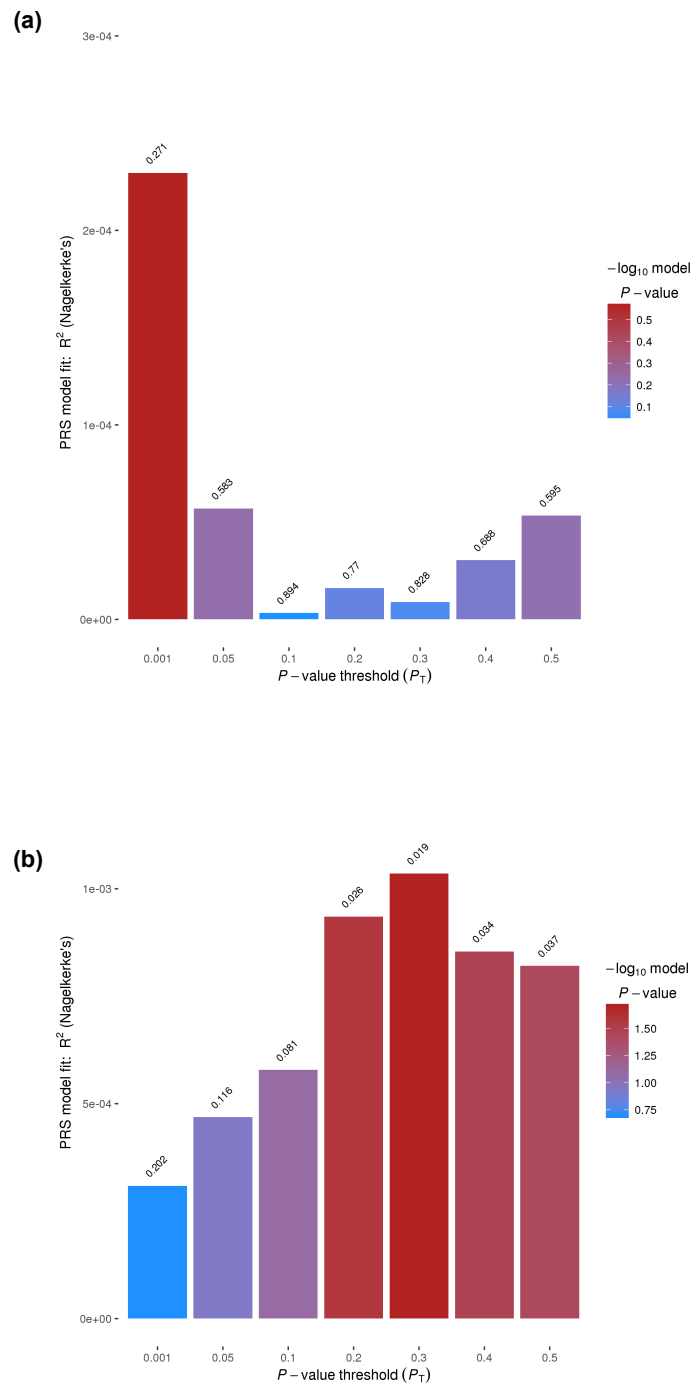 (a)
3e-04
2e-04
1e-04
0e+00
PRS model fit:  R² (Nagelkerke's)
0.271
0.583
0.894
0.77
0.828
0.688
0.595
0.001
0.05
0.1
0.2
0.3
0.4
0.5
P – value threshold (P_T)
–log₁₀ model
P – value
0.5
0.4
0.3
0.2
0.1
(b)
1e-03
5e-04
0e+00
PRS model fit:  R² (Nagelkerke's)
0.202
0.116
0.081
0.026
0.019
0.034
0.037
0.001
0.05
0.1
0.2
0.3
0.4
0.5
P – value threshold (P_T)
–log₁₀ model
P – value
1.50
1.25
1.00
0.75